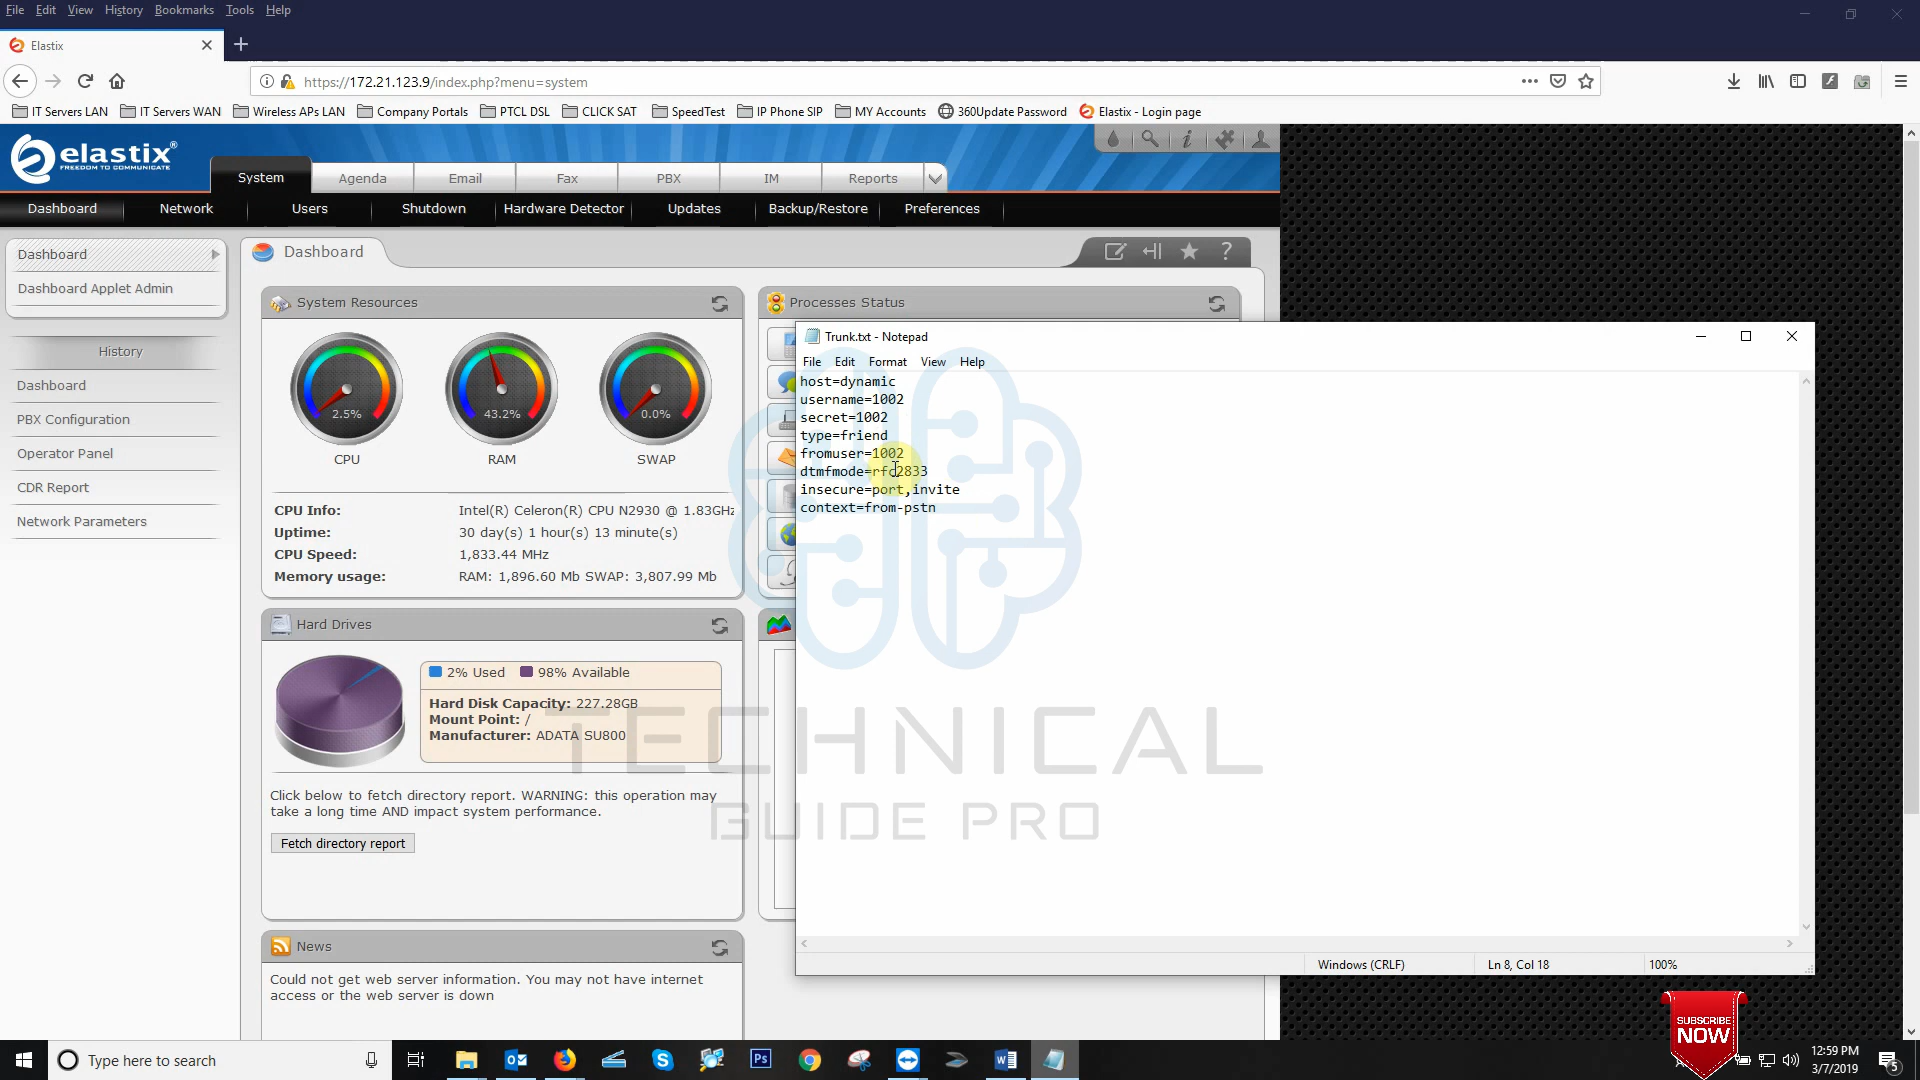 File Edit View History Bookmarks Tools Help
Elastix
https://172.21.123.9/index.php?menu=system
IT Servers LAN IT Servers WAN Wireless APs LAN Company Portals PTCL DSL CLICK SAT SpeedTest IP Phone SIP MY Accounts 360Update Password Elastix - Login page
elastix
FREEDOM TO COMMUNICATE
System Agenda Email Fax PBX IM Reports
Dashboard Network Users Shutdown Hardware Detector Updates Backup/Restore Preferences
Dashboard
Dashboard Applet Admin
History
Dashboard
PBX Configuration
Operator Panel
CDR Report
Network Parameters
Dashboard
System Resources
2.5% 43.2% 0.0%
CPU RAM SWAP
CPU Info: Intel(R) Celeron(R) CPU N2930 @ 1.83GHz
Uptime: 30 day(s) 1 hour(s) 13 minute(s)
CPU Speed: 1,833.44 MHz
Memory usage: RAM: 1,896.60 Mb SWAP: 3,807.99 Mb
Hard Drives
2% Used 98% Available
Hard Disk Capacity: 227.28GB
Mount Point: /
Manufacturer: ADATA SU800
Click below to fetch directory report. WARNING: this operation may
take a long time AND impact system performance.
Fetch directory report
News
Could not get web server information. You may not have internet
access or the web server is down
Processes Status
Trunk.txt - Notepad
File Edit Format View Help
host=dynamic
username=1002
secret=1002
type=friend
fromuser=1002
dtmfmode=rfc2833
insecure=port,invite
context=from-pstn
Windows (CRLF) Ln 8, Col 18 100%
TECHNICAL
GUIDE PRO
SUBSCRIBE
NOW
Type here to search
Ps
12:59 PM
3/7/2019
5